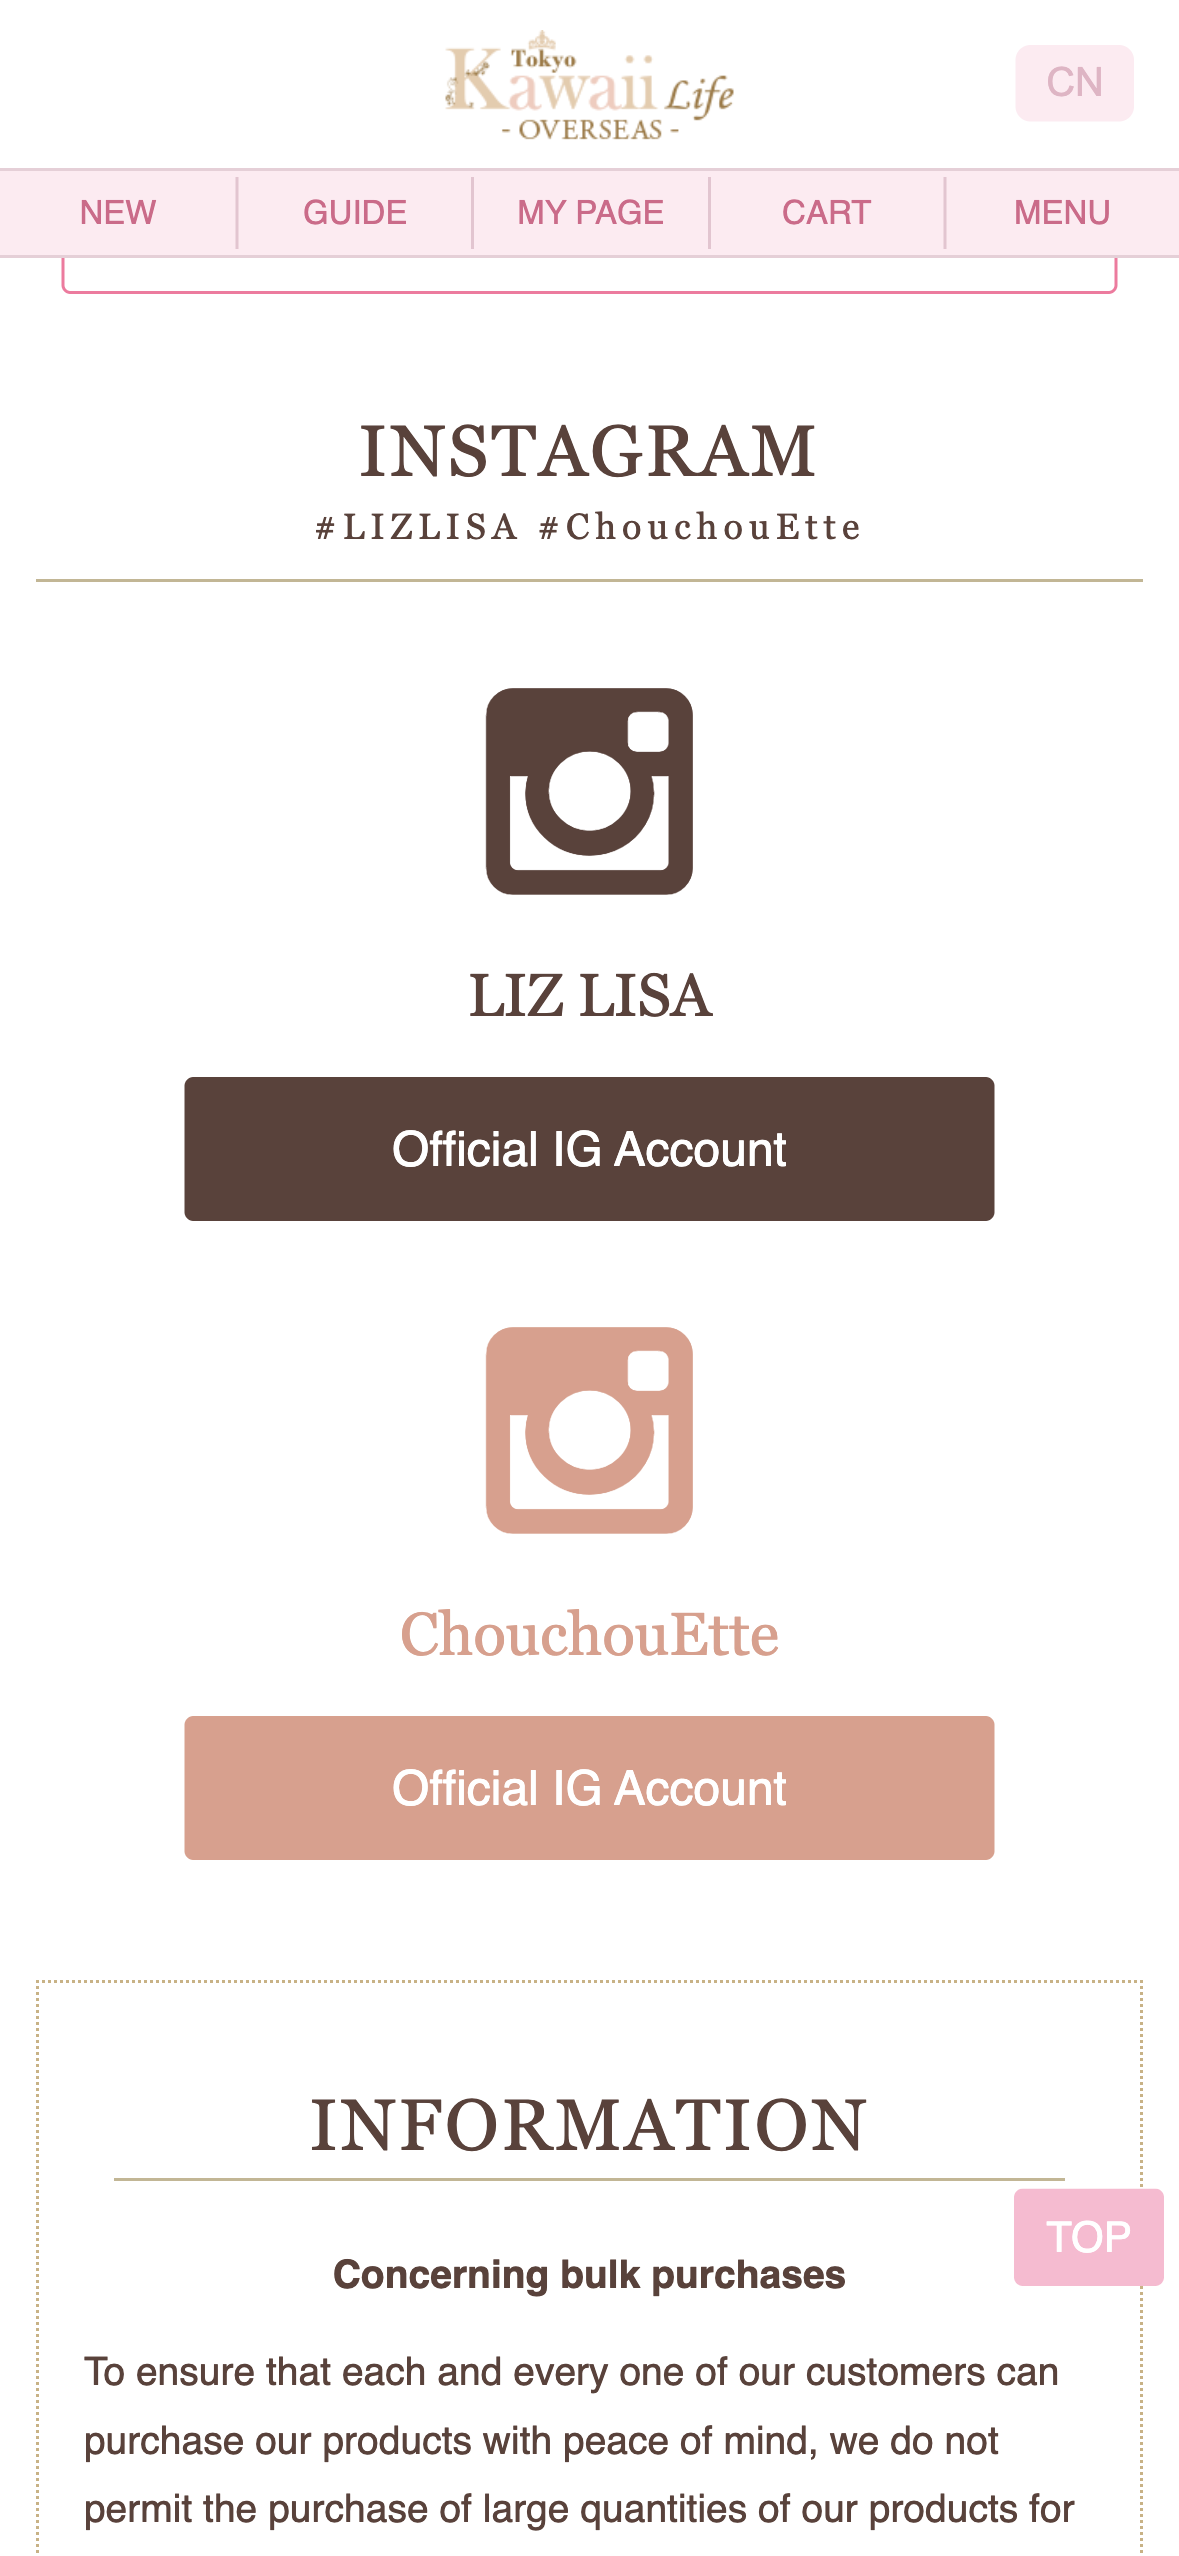 Tokyo
Kawaii Life
- OVERSEAS -
CN
NEW
GUIDE
MY PAGE
CART
MENU
INSTAGRAM
#LIZLISA #ChouchouEtte
LIZ LISA
Official IG Account
ChouchouEtte
Official IG Account
INFORMATION
TOP
Concerning bulk purchases
To ensure that each and every one of our customers can
purchase our products with peace of mind, we do not
permit the purchase of large quantities of our products for